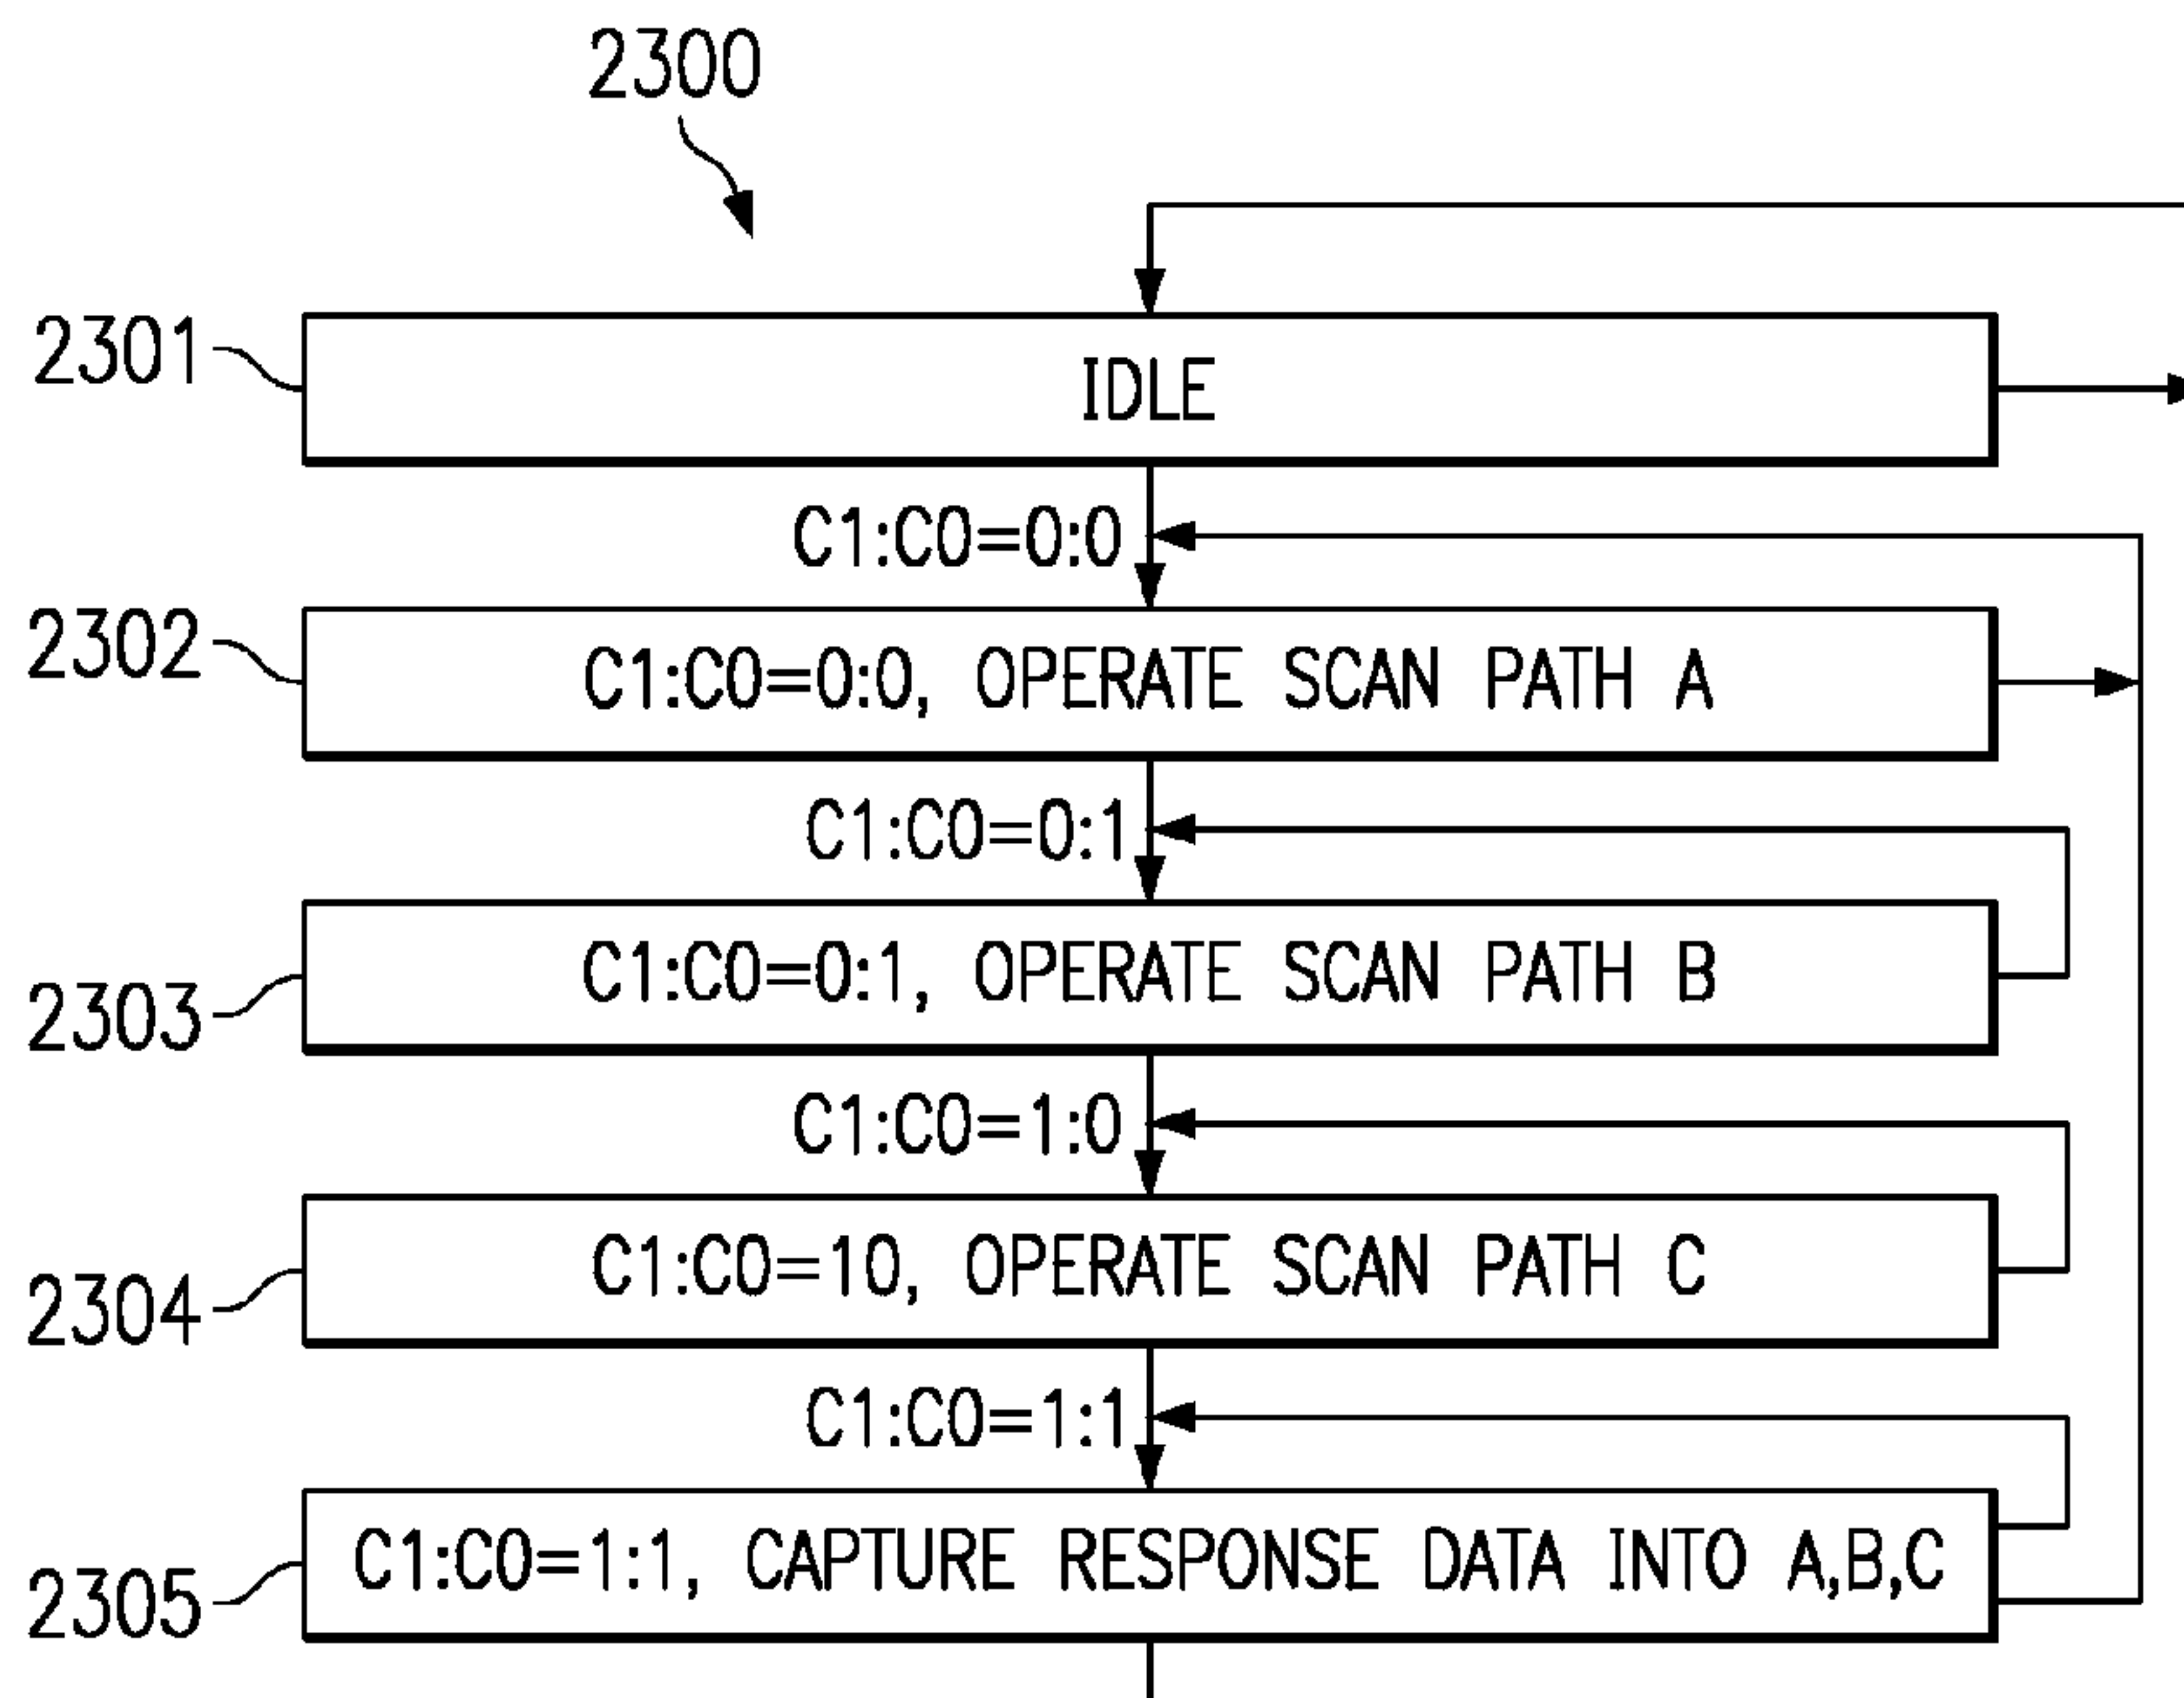 2300
2301
IDLE
C1:C0=0:0
2302
C1:C0=0:0, OPERATE SCAN PATH A
C1:C0=0:1
2303
C1:C0=0:1, OPERATE SCAN PATH B
C1:C0=1:0
2304
C1:C0=10, OPERATE SCAN PATH C
C1:C0=1:1
2305
C1:C0=1:1, CAPTURE RESPONSE DATA INTO A,B,C